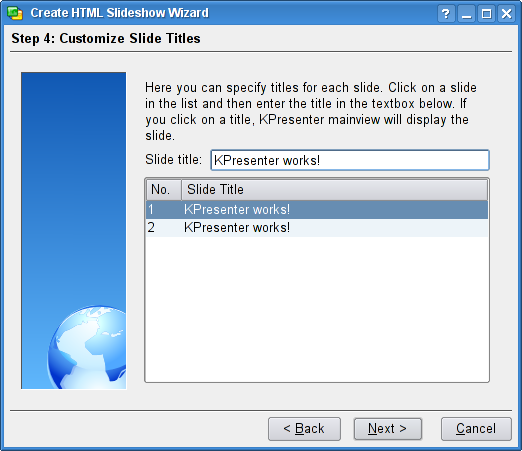 Create HTML Slideshow Wizard
Step 4: Customize Slide Titles
Here you can specify titles for each slide. Click on a slide
in the list and then enter the title in the textbox below. If
you click on a title, KPresenter mainview will display the
slide.
Slide title: KPresenter works!
No. Slide Title
1 KPresenter works!
2 KPresenter works!
< Back Next > Cancel